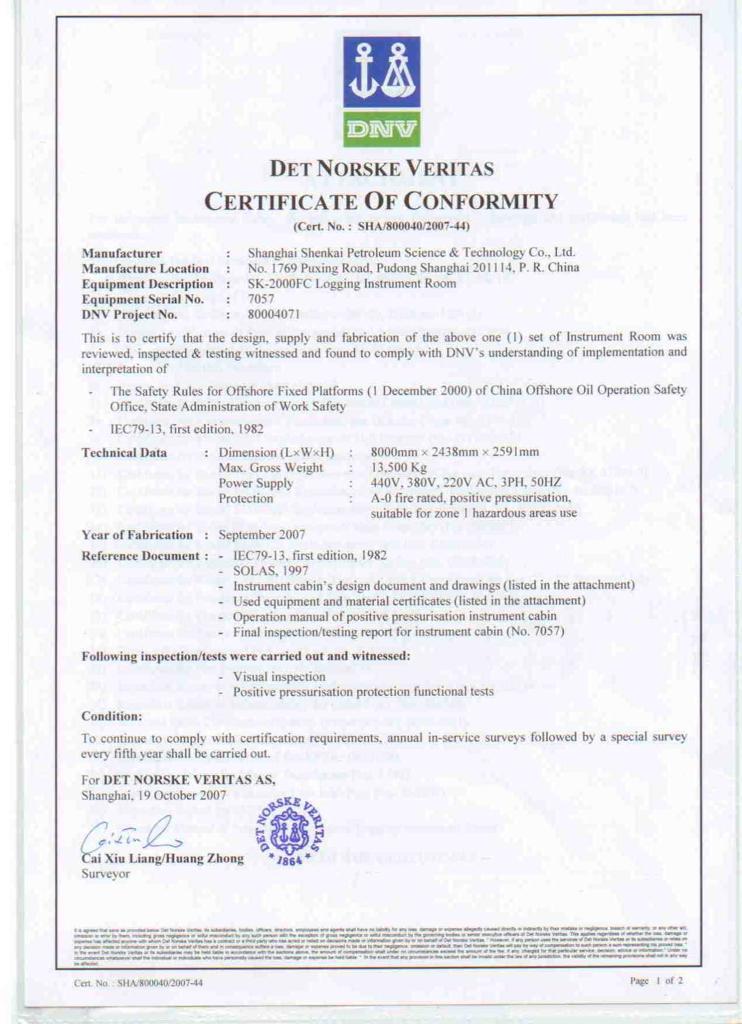 DNV
DET NORSKE VERITAS
CERTIFICATE OF CONFORMITY
(Cert. No. : SHA/800040/2007-44)
Manufacturer : Shanghai Shenkai Petroleum Science & Technology Co., Ltd.
Manufacture Location : No. 1769 Puxing Road, Pudong Shanghai 201114, P. R. China
Equipment Description : SK-2000FC Logging Instrument Room
Equipment Serial No. : 7057
DNV Project No. : 80004071
This is to certify that the design, supply and fabrication of the above one (1) set of Instrument Room was
reviewed, inspected & testing witnessed and found to comply with DNV's understanding of implementation and
interpretation of
- The Safety Rules for Offshore Fixed Platforms (1 December 2000) of China Offshore Oil Operation Safety
Office, State Administration of Work Safety
- IEC79-13, first edition, 1982
Technical Data : Dimension (L×W×H) : 8000mm × 2438mm × 2591mm
Max. Gross Weight : 13,500 Kg
Power Supply : 440V, 380V, 220V AC, 3PH, 50HZ
Protection : A-0 fire rated, positive pressurisation,
suitable for zone 1 hazardous areas use
Year of Fabrication : September 2007
Reference Document : - IEC79-13, first edition, 1982
- SOLAS, 1997
- Instrument cabin's design document and drawings (listed in the attachment)
- Used equipment and material certificates (listed in the attachment)
- Operation manual of positive pressurisation instrument cabin
- Final inspection/testing report for instrument cabin (No. 7057)
Following inspection/tests were carried out and witnessed:
- Visual inspection
- Positive pressurisation protection functional tests
Condition:
To continue to comply with certification requirements, annual in-service surveys followed by a special survey
every fifth year shall be carried out.
For DET NORSKE VERITAS AS,
Shanghai, 19 October 2007
DET NORSKE VERITAS
* 1864 *
Cai Xiu Liang/Huang Zhong
Surveyor
Cert. No. : SHA/800040/2007-44 Page 1 of 2